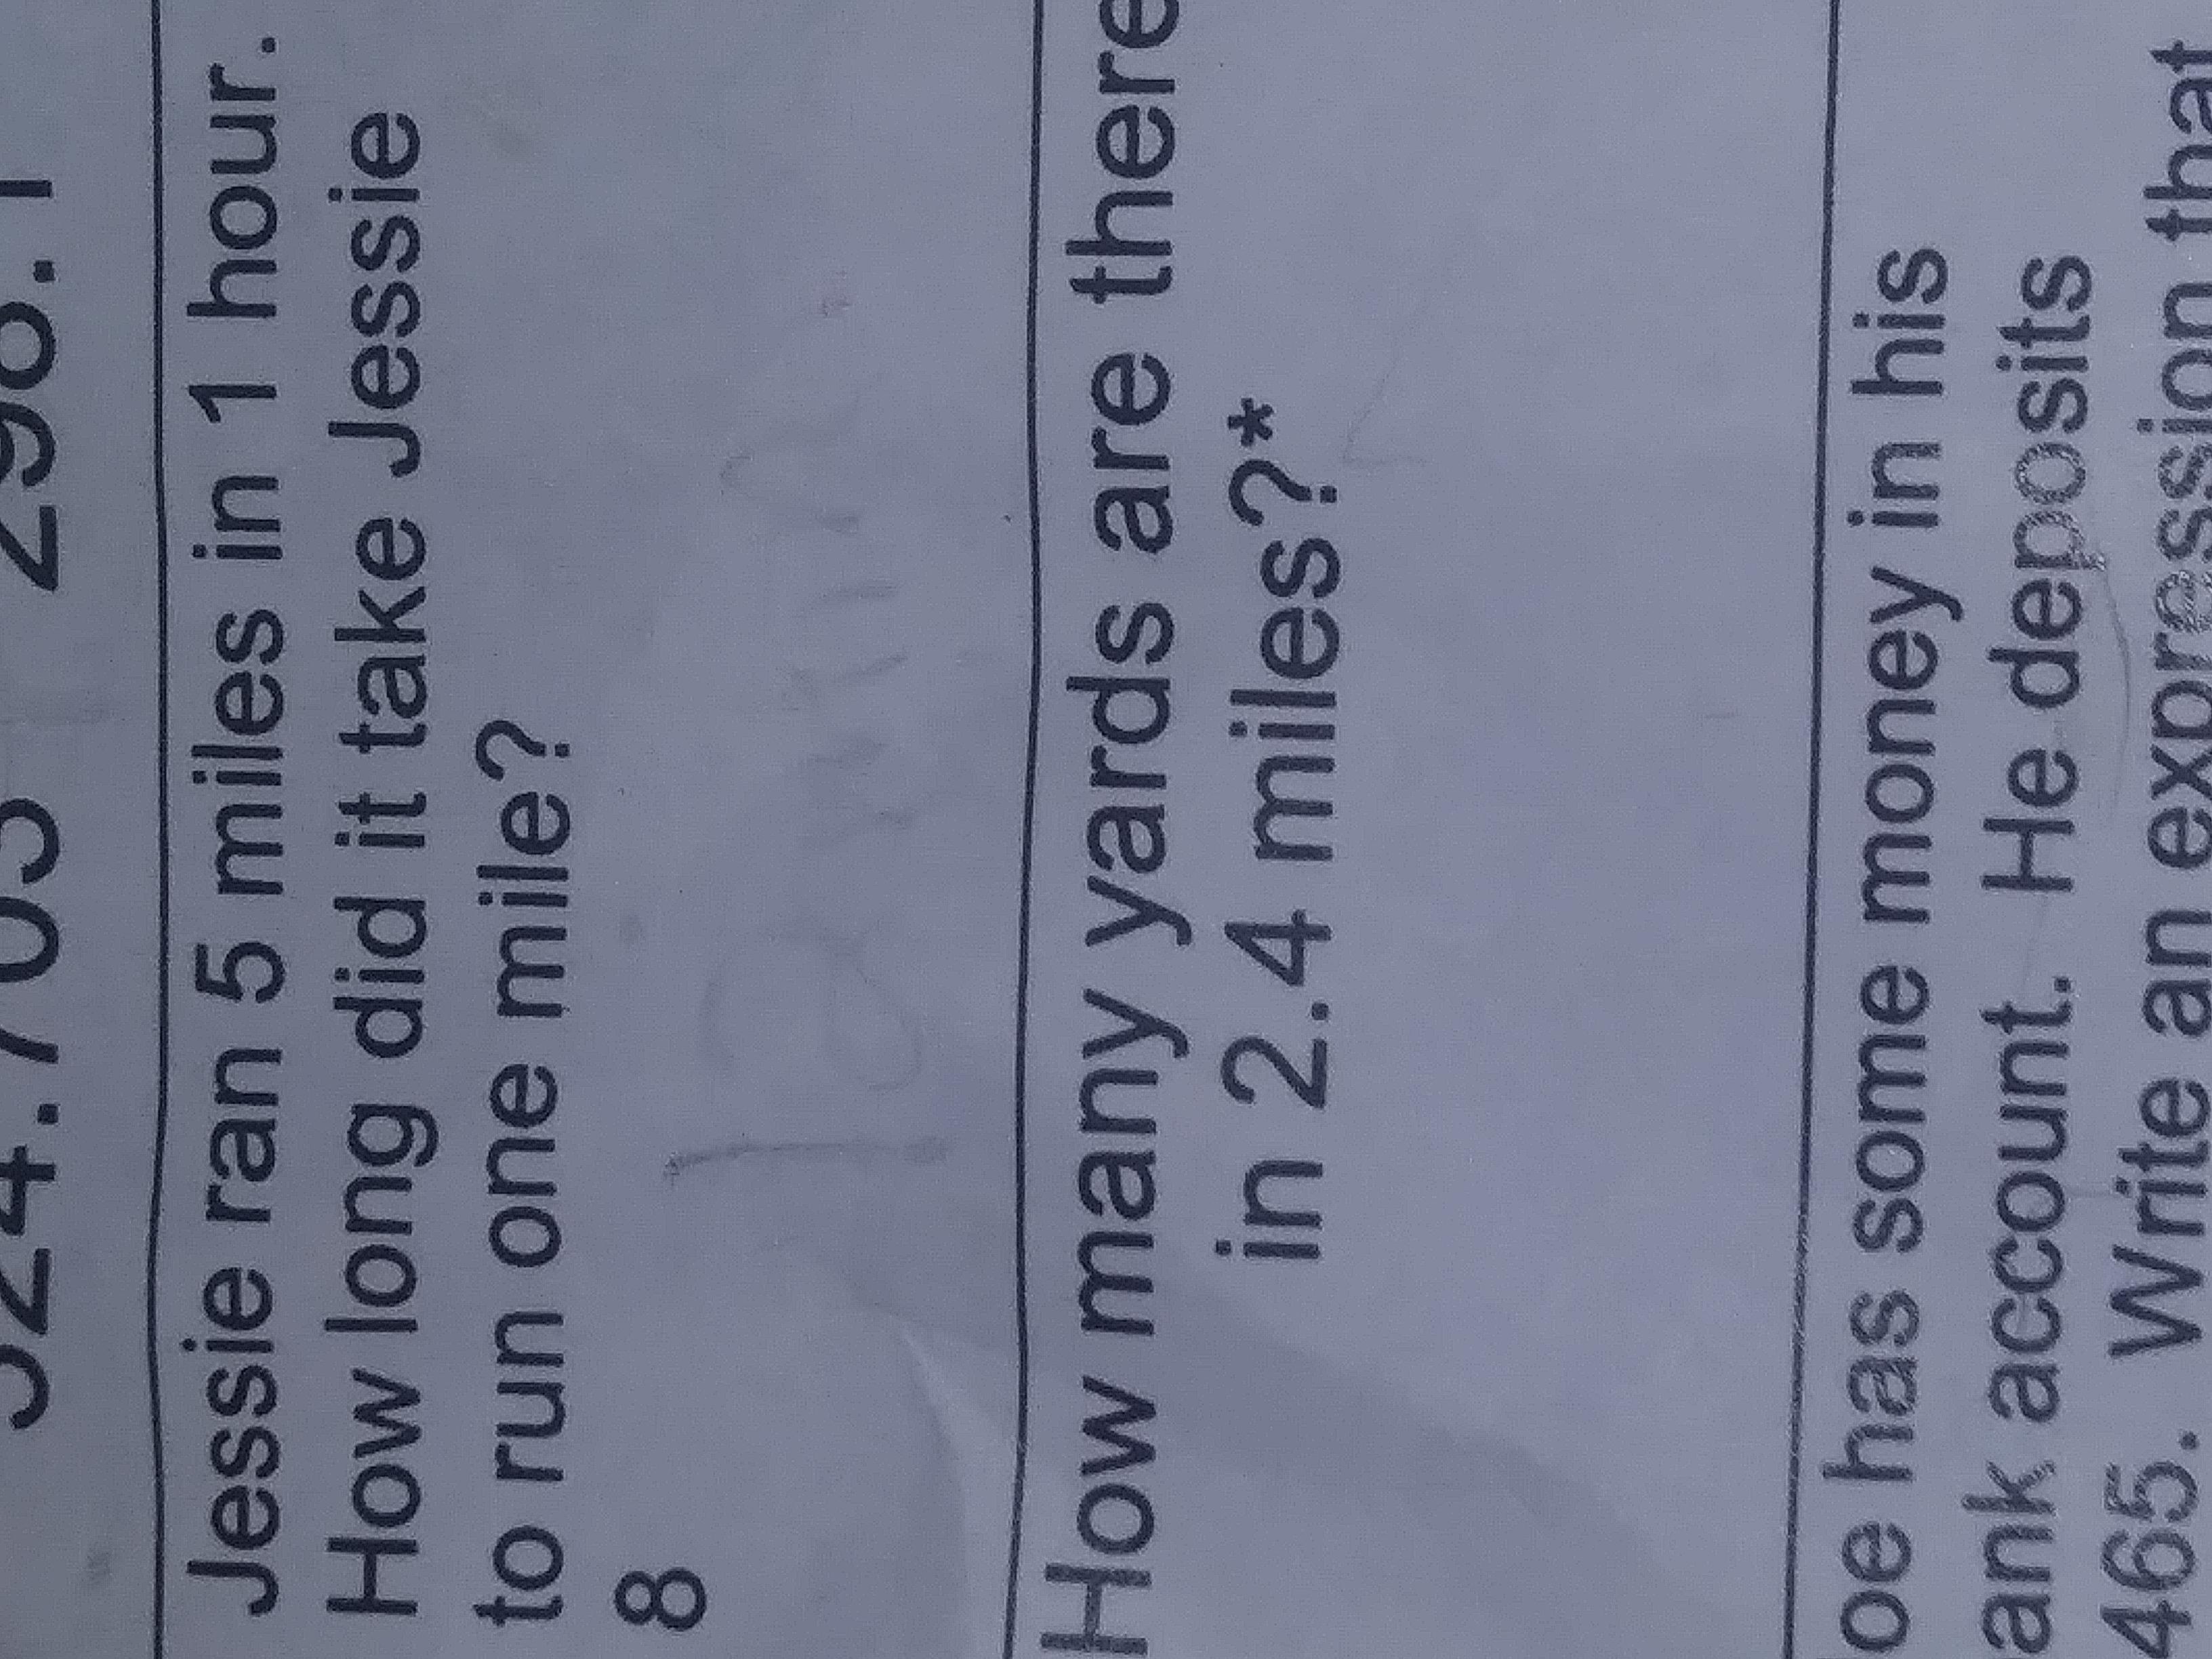 298.1
Jessie ran 5 miles in 1 hour.
How long did it take Jessie
to run one mile?
8
How many yards are there
in 2.4 miles?*
oe has some money in his
ank account. He deposits
465. Write an expression that